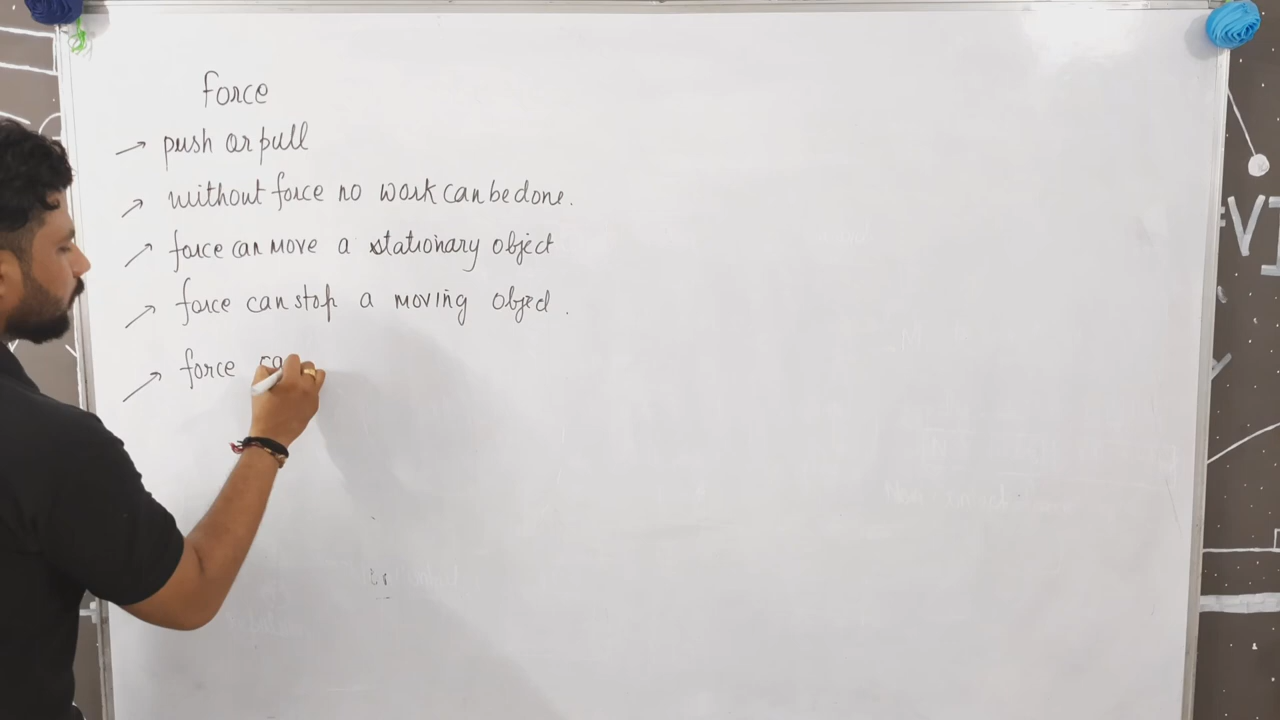 force
→ push or pull
→ without force no work can be done.
→ force can move a stationary object
→ force can stop a moving object.
→ force ca